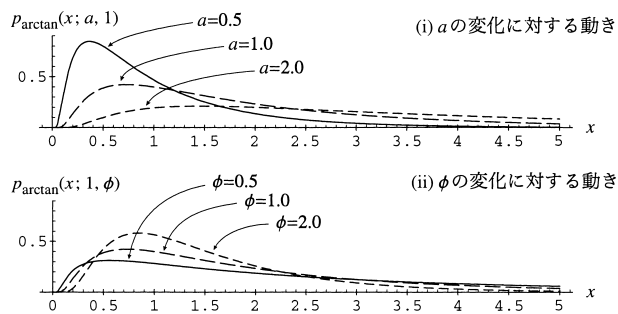 p_arctan(x; a, 1)
(i) aの変化に対する動き
a=0.5
a=1.0
a=2.0
0.5
0 0.5 1 1.5 2 2.5 3 3.5 4 4.5 5 x
p_arctan(x; 1, ϕ)
(ii) ϕの変化に対する動き
ϕ=0.5
ϕ=1.0
ϕ=2.0
0.5
0 0.5 1 1.5 2 2.5 3 3.5 4 4.5 5 x